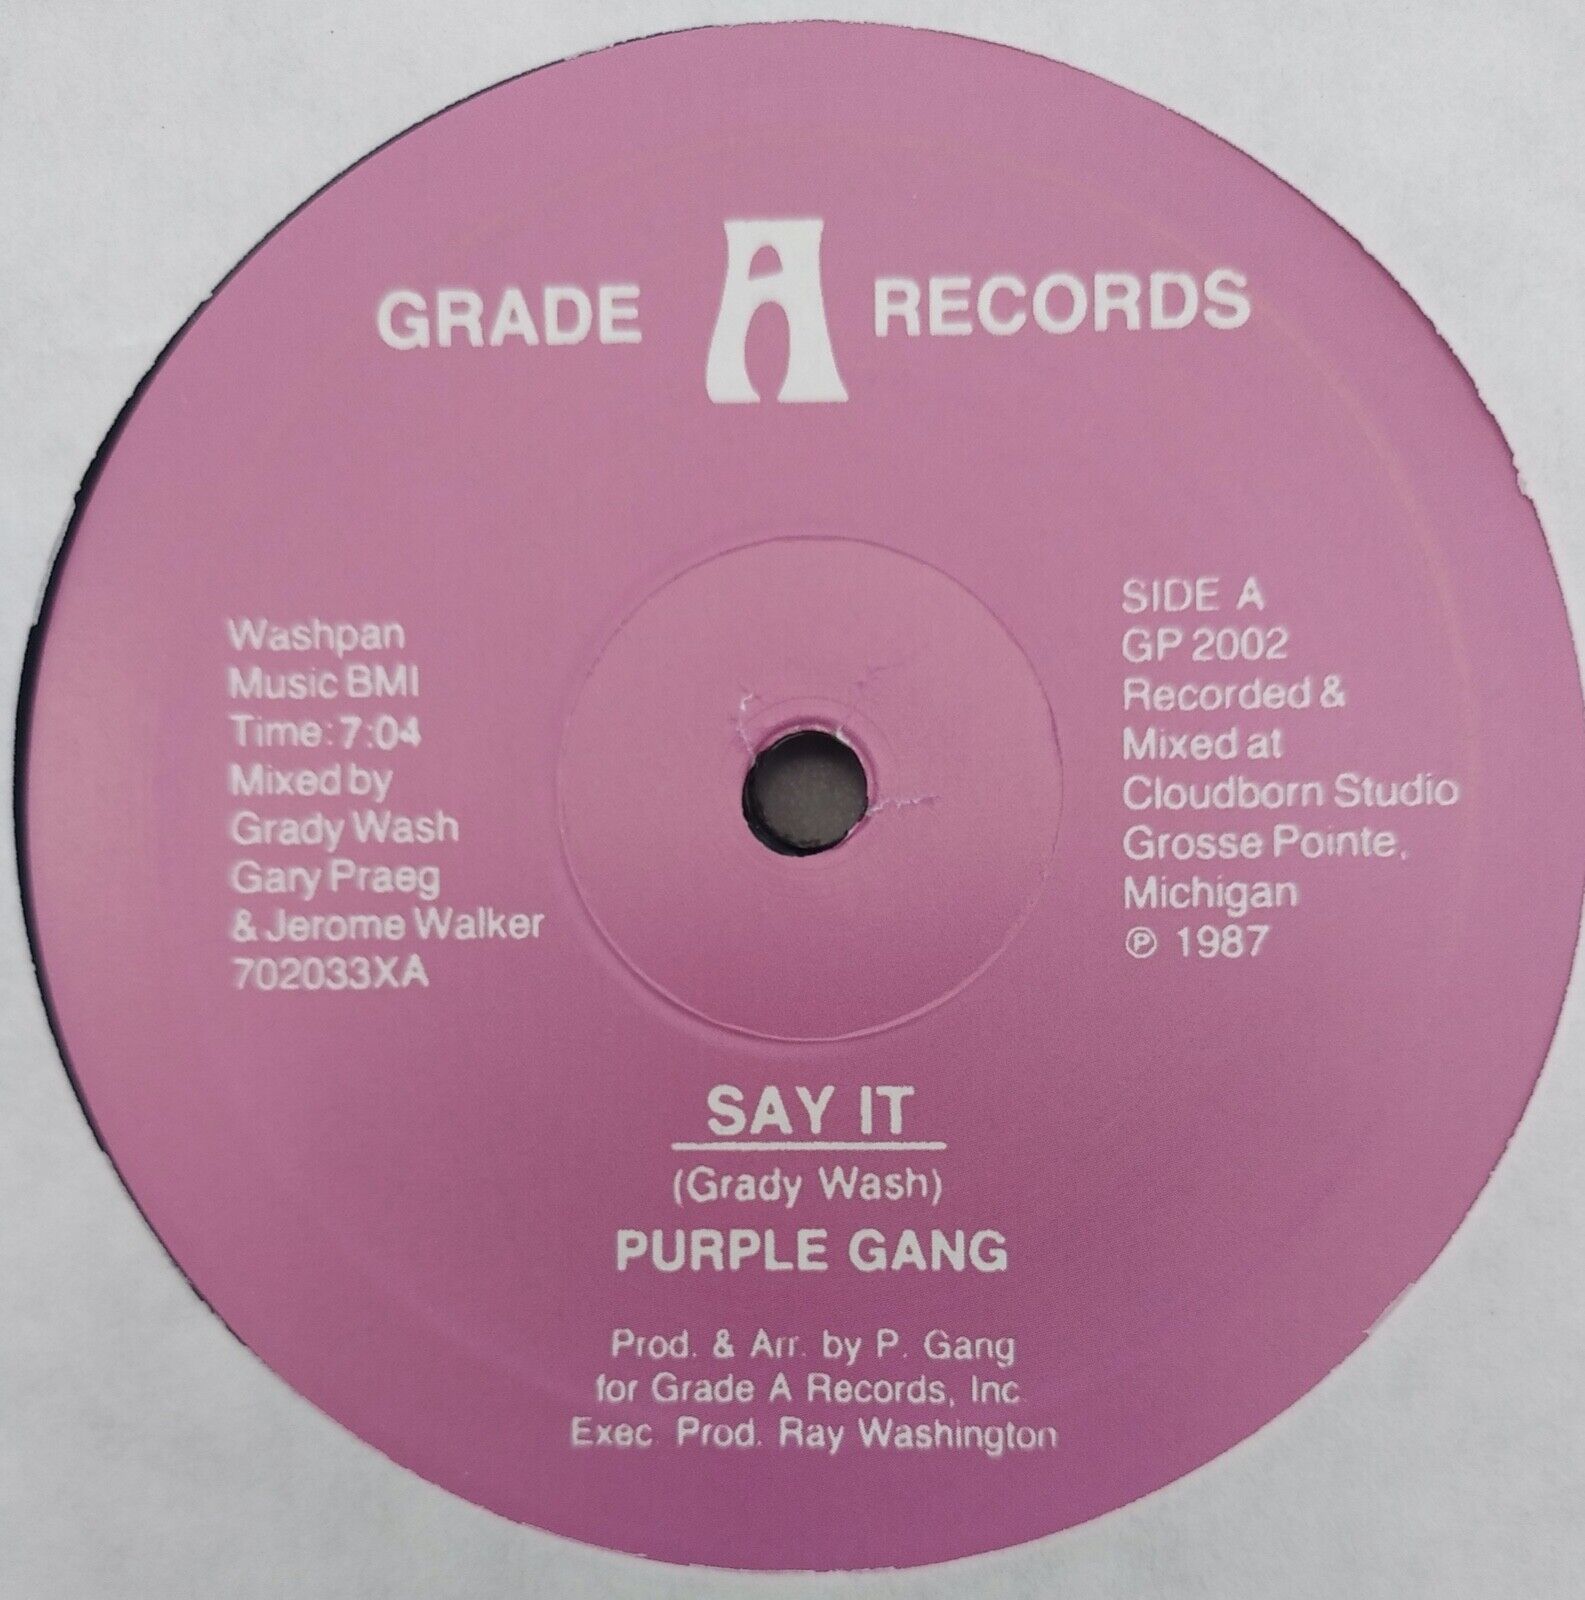 GRADE A RECORDS
Washpan
Music BMI
Time: 7:04
Mixed by
Grady Wash
Gary Praeg
& Jerome Walker
702033XA
SIDE A
GP 2002
Recorded &
Mixed at
Cloudborn Studio
Grosse Pointe,
Michigan
℗ 1987
SAY IT
(Grady Wash)
PURPLE GANG
Prod. & Arr. by P. Gang
for Grade A Records, Inc.
Exec. Prod. Ray Washington